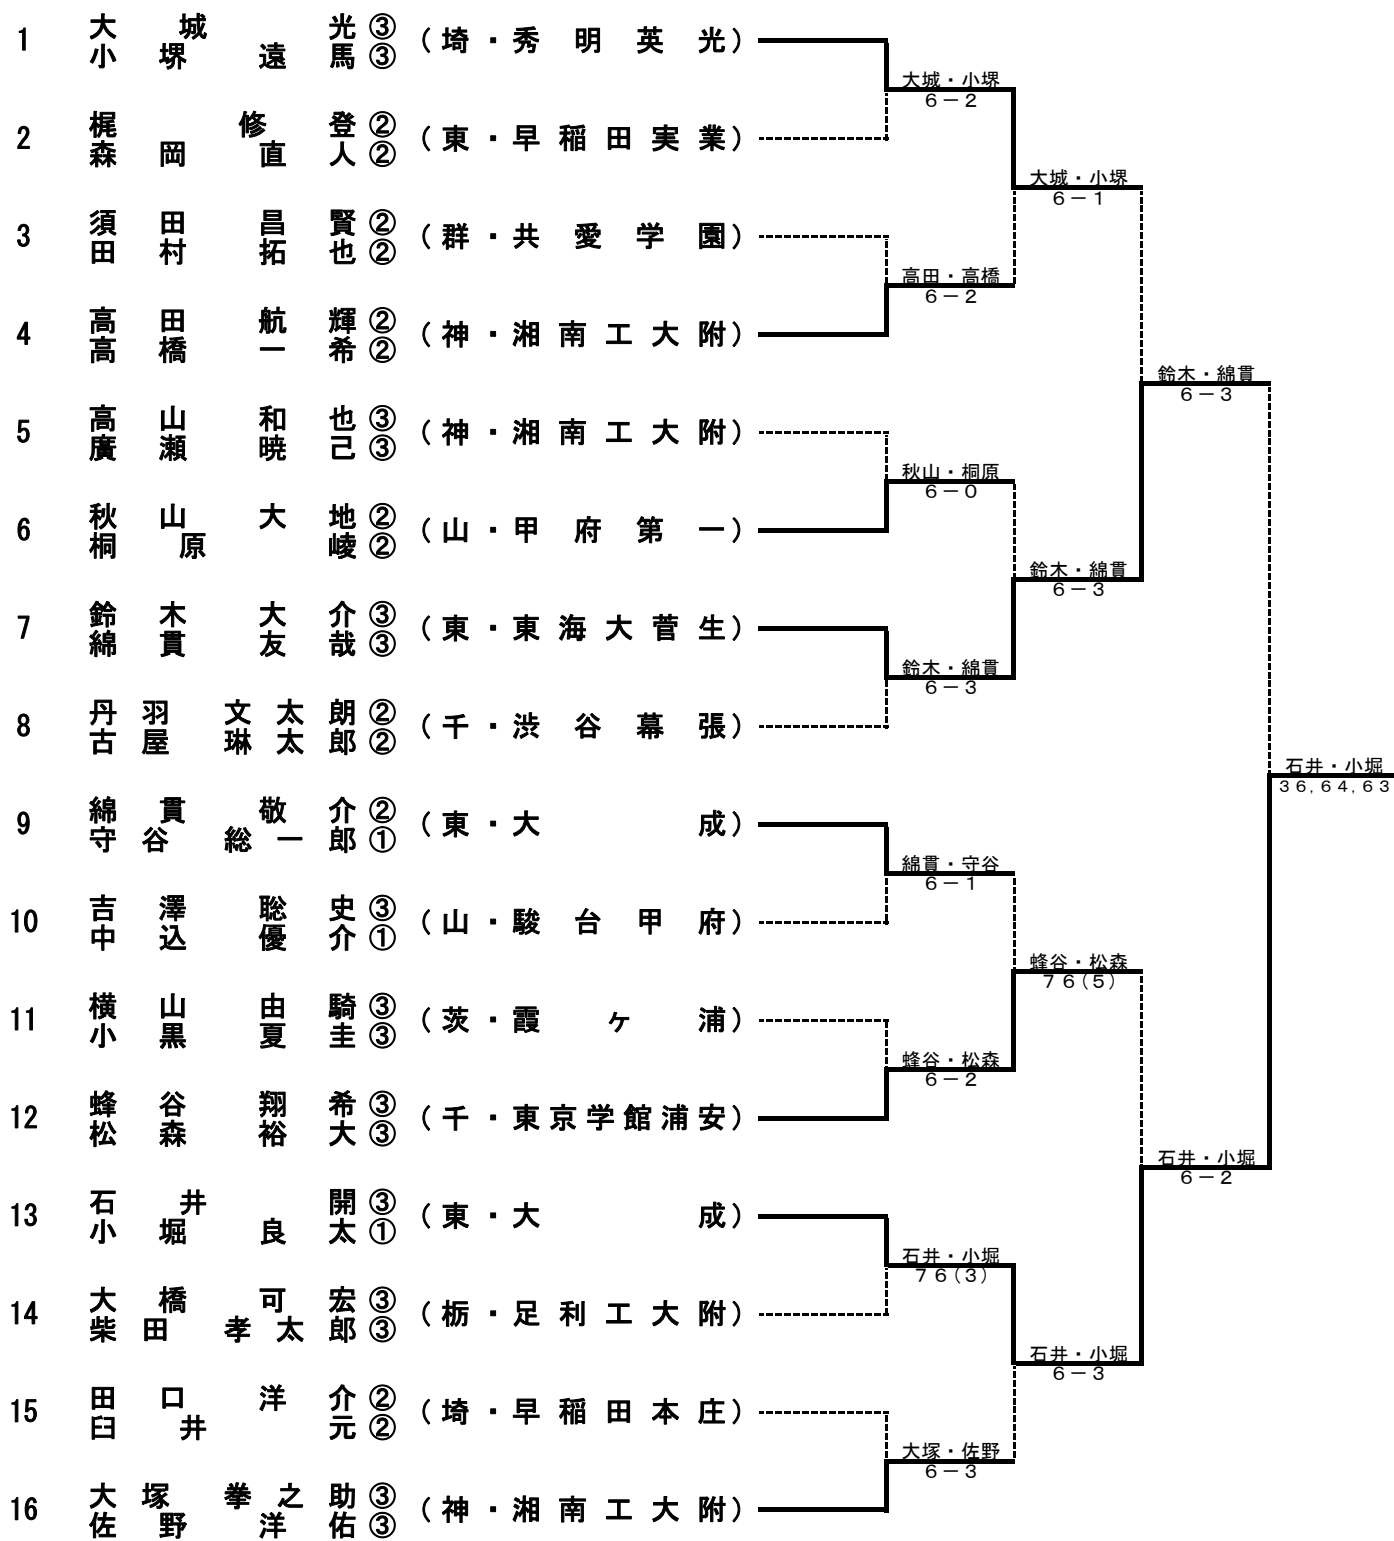 1 大城 光③ (埼・秀明英光)
小堺 遠馬③
大城・小堺
6－2
2 梶 修登② (東・早稲田実業)
森岡 直人②
大城・小堺
6－1
3 須田 昌賢② (群・共愛学園)
田村 拓也②
高田・高橋
6－2
4 高田 航輝② (神・湘南工大附)
高橋 一希②
鈴木・綿貫
6－3
5 高山 和也③ (神・湘南工大附)
廣瀬 暁己③
秋山・桐原
6－0
6 秋山 大地② (山・甲府第一)
桐原 崚②
鈴木・綿貫
6－3
7 鈴木 大介③ (東・東海大菅生)
綿貫 友哉③
鈴木・綿貫
6－3
8 丹羽 文太朗② (千・渋谷幕張)
古屋 琳太郎②
石井・小堀
36,64,63
9 綿貫 敬介② (東・大成)
守谷 総一郎①
綿貫・守谷
6－1
10 吉澤 聡史③ (山・駿台甲府)
中込 優介①
蜂谷・松森
76(5)
11 横山 由騎③ (茨・霞ヶ浦)
小黒 夏圭③
蜂谷・松森
6－2
12 蜂谷 翔希③ (千・東京学館浦安)
松森 裕大③
石井・小堀
6－2
13 石井 開③ (東・大成)
小堀 良太①
石井・小堀
76(3)
14 大橋 可宏③ (栃・足利工大附)
柴田 孝太郎③
石井・小堀
6－3
15 田口 洋介② (埼・早稲田本庄)
臼井 元②
大塚・佐野
6－3
16 大塚 拳之助③ (神・湘南工大附)
佐野 洋佑③